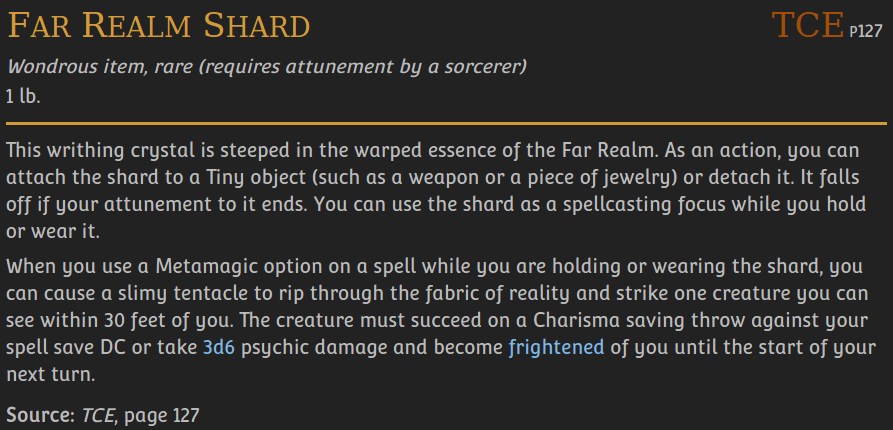 FAR REALM SHARD TCE P127
Wondrous item, rare (requires attunement by a sorcerer)
1 lb.
This writhing crystal is steeped in the warped essence of the Far Realm. As an action, you can
attach the shard to a Tiny object (such as a weapon or a piece of jewelry) or detach it. It falls
off if your attunement to it ends. You can use the shard as a spellcasting focus while you hold
or wear it.
When you use a Metamagic option on a spell while you are holding or wearing the shard, you
can cause a slimy tentacle to rip through the fabric of reality and strike one creature you can
see within 30 feet of you. The creature must succeed on a Charisma saving throw against your
spell save DC or take 3d6 psychic damage and become frightened of you until the start of your
next turn.
Source: TCE, page 127